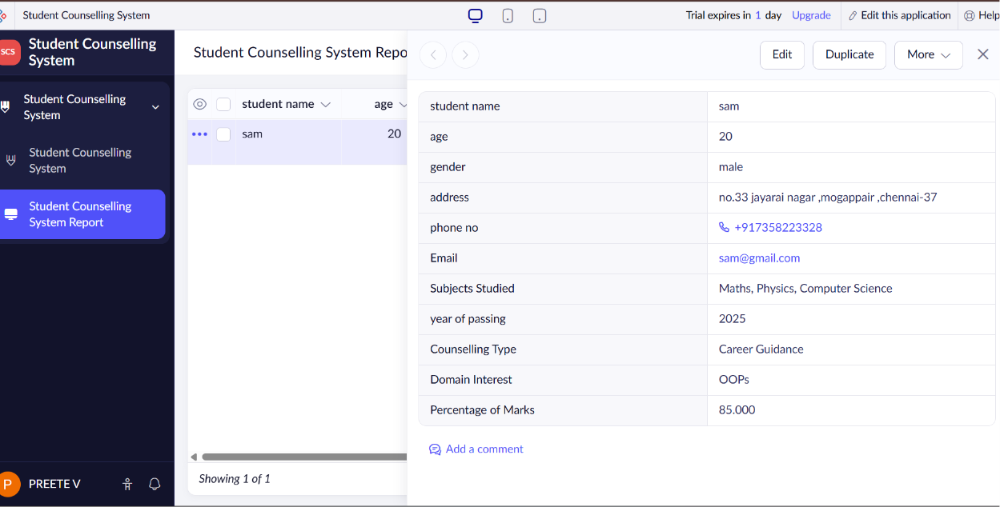 Student Counselling System
Trial expires in 1 day Upgrade
Edit this application
Help
SCS
Student Counselling
System
Student Counselling
System
Student Counselling
System
Student Counselling
System Report
P
PREETE V
Student Counselling System Repo
student name age
sam 20
Showing 1 of 1
Edit Duplicate More
student name sam
age 20
gender male
address no.33 jayarai nagar ,mogappair ,chennai-37
phone no +917358223328
Email sam@gmail.com
Subjects Studied Maths, Physics, Computer Science
year of passing 2025
Counselling Type Career Guidance
Domain Interest OOPs
Percentage of Marks 85.000
Add a comment